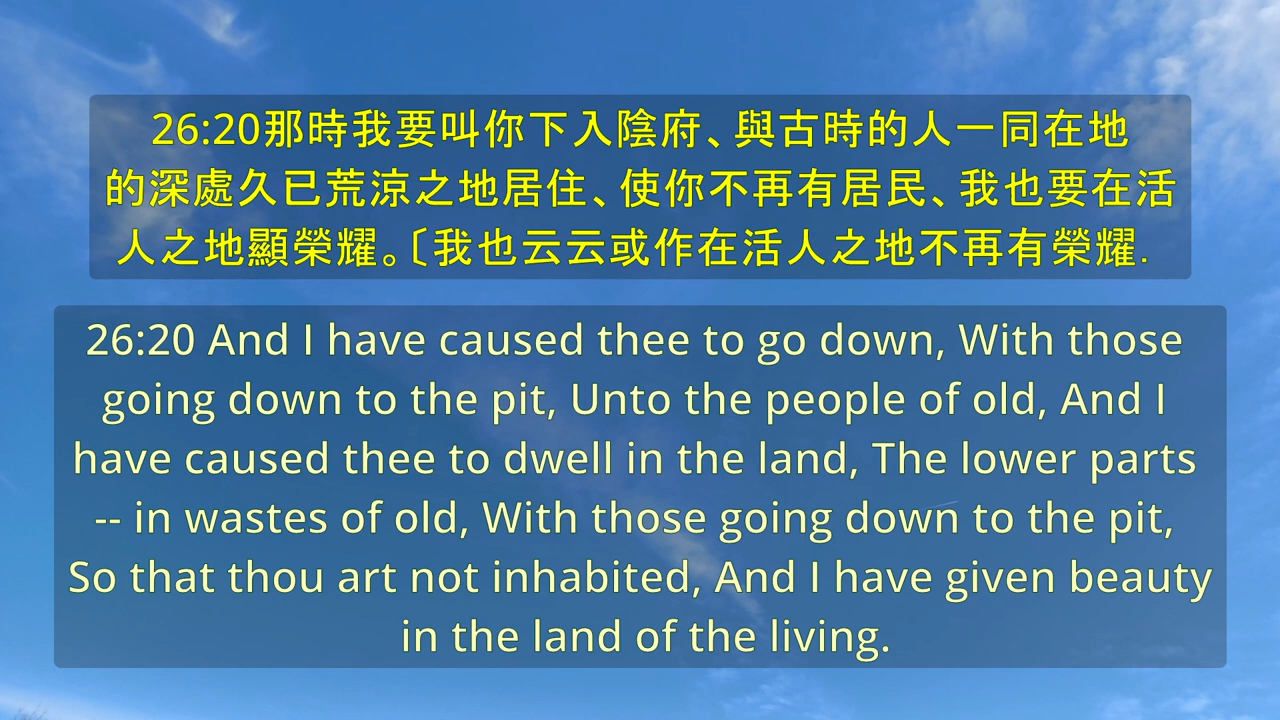 26:20那時我要叫你下入陰府、與古時的人一同在地
的深處久已荒涼之地居住、使你不再有居民、我也要在活
人之地顯榮耀。〔我也云云或作在活人之地不再有榮耀.
26:20 And I have caused thee to go down, With those
going down to the pit, Unto the people of old, And I
have caused thee to dwell in the land, The lower parts
-- in wastes of old, With those going down to the pit,
So that thou art not inhabited, And I have given beauty
in the land of the living.